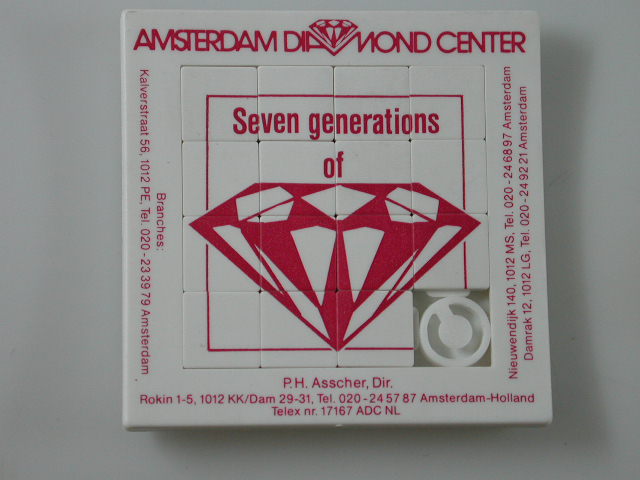 AMSTERDAM DIAMOND CENTER
Seven generations
of
Branches:
Kalverstraat 56, 1012 PE, Tel. 020-23 39 79 Amsterdam
Nieuwendijk 140, 1012 MS, Tel. 020-24 68 97 Amsterdam
Damrak 12, 1012 LG, Tel. 020-24 92 21 Amsterdam
P.H. Asscher, Dir.
Rokin 1-5, 1012 KK/Dam 29-31, Tel. 020-24 57 87 Amsterdam-Holland
Telex nr. 17167 ADC NL